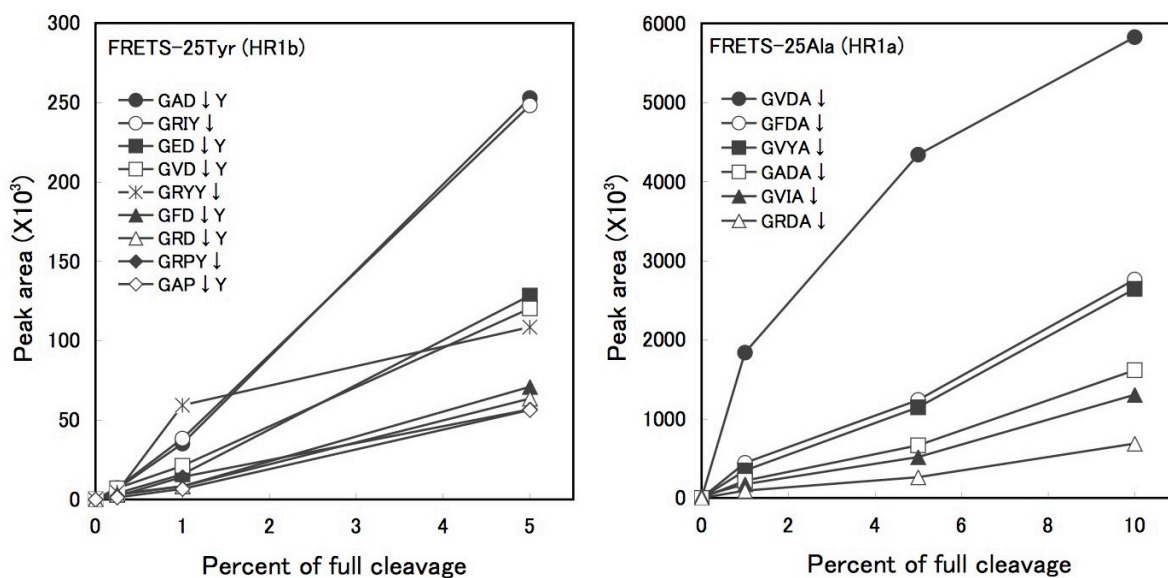 FRETS-25Tyr (HR1b)
GAD↓Y
GRIY↓
GED↓Y
GVD↓Y
GRYY↓
GFD↓Y
GRD↓Y
GRPY↓
GAP↓Y
300
250
200
150
100
50
0
Peak area (X10³)
0 1 2 3 4 5
Percent of full cleavage
FRETS-25Ala (HR1a)
GVDA↓
GFDA↓
GVYA↓
GADA↓
GVIA↓
GRDA↓
6000
5000
4000
3000
2000
1000
0
Peak area (X10³)
0 2 4 6 8 10
Percent of full cleavage